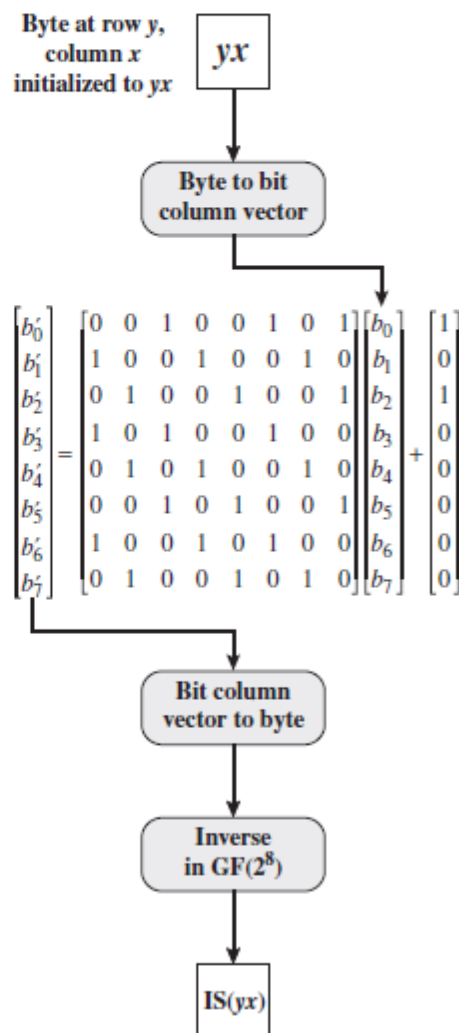 Byte at row y,
column x
initialized to yx
yx
Byte to bit
column vector
[b′0] = [0 0 1 0 0 1 0 1] [b0] + [1]
[b′1] [1 0 0 1 0 0 1 0] [b1] [0]
[b′2] [0 1 0 0 1 0 0 1] [b2] [1]
[b′3] [1 0 1 0 0 1 0 0] [b3] [0]
[b′4] [0 1 0 1 0 0 1 0] [b4] [0]
[b′5] [0 0 1 0 1 0 0 1] [b5] [0]
[b′6] [1 0 0 1 0 1 0 0] [b6] [0]
[b′7] [0 1 0 0 1 0 1 0] [b7] [0]
Bit column
vector to byte
Inverse
in GF(2⁸)
IS(yx)